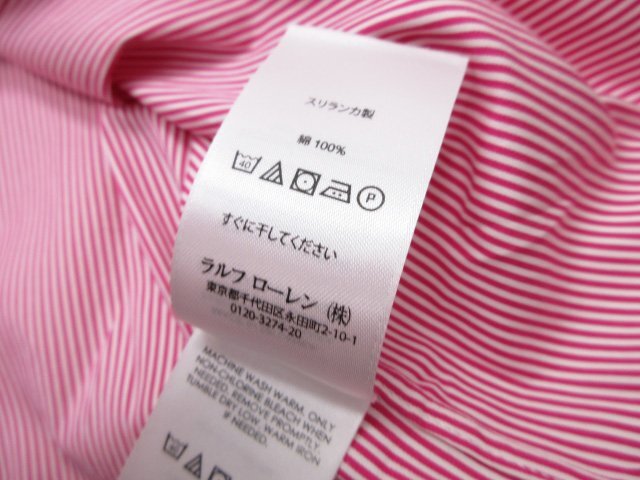 スリランカ製
綿 100%
40
P
すぐに干してください
ラルフ ローレン (株)
東京都千代田区永田町2-10-1
0120-3274-20
MACHINE WASH WARM. ONLY
NON-CHLORINE BLEACH WHEN
NEEDED. REMOVE PROMPTLY
TUMBLE DRY LOW. WARM IRON
IF NEEDED.
40